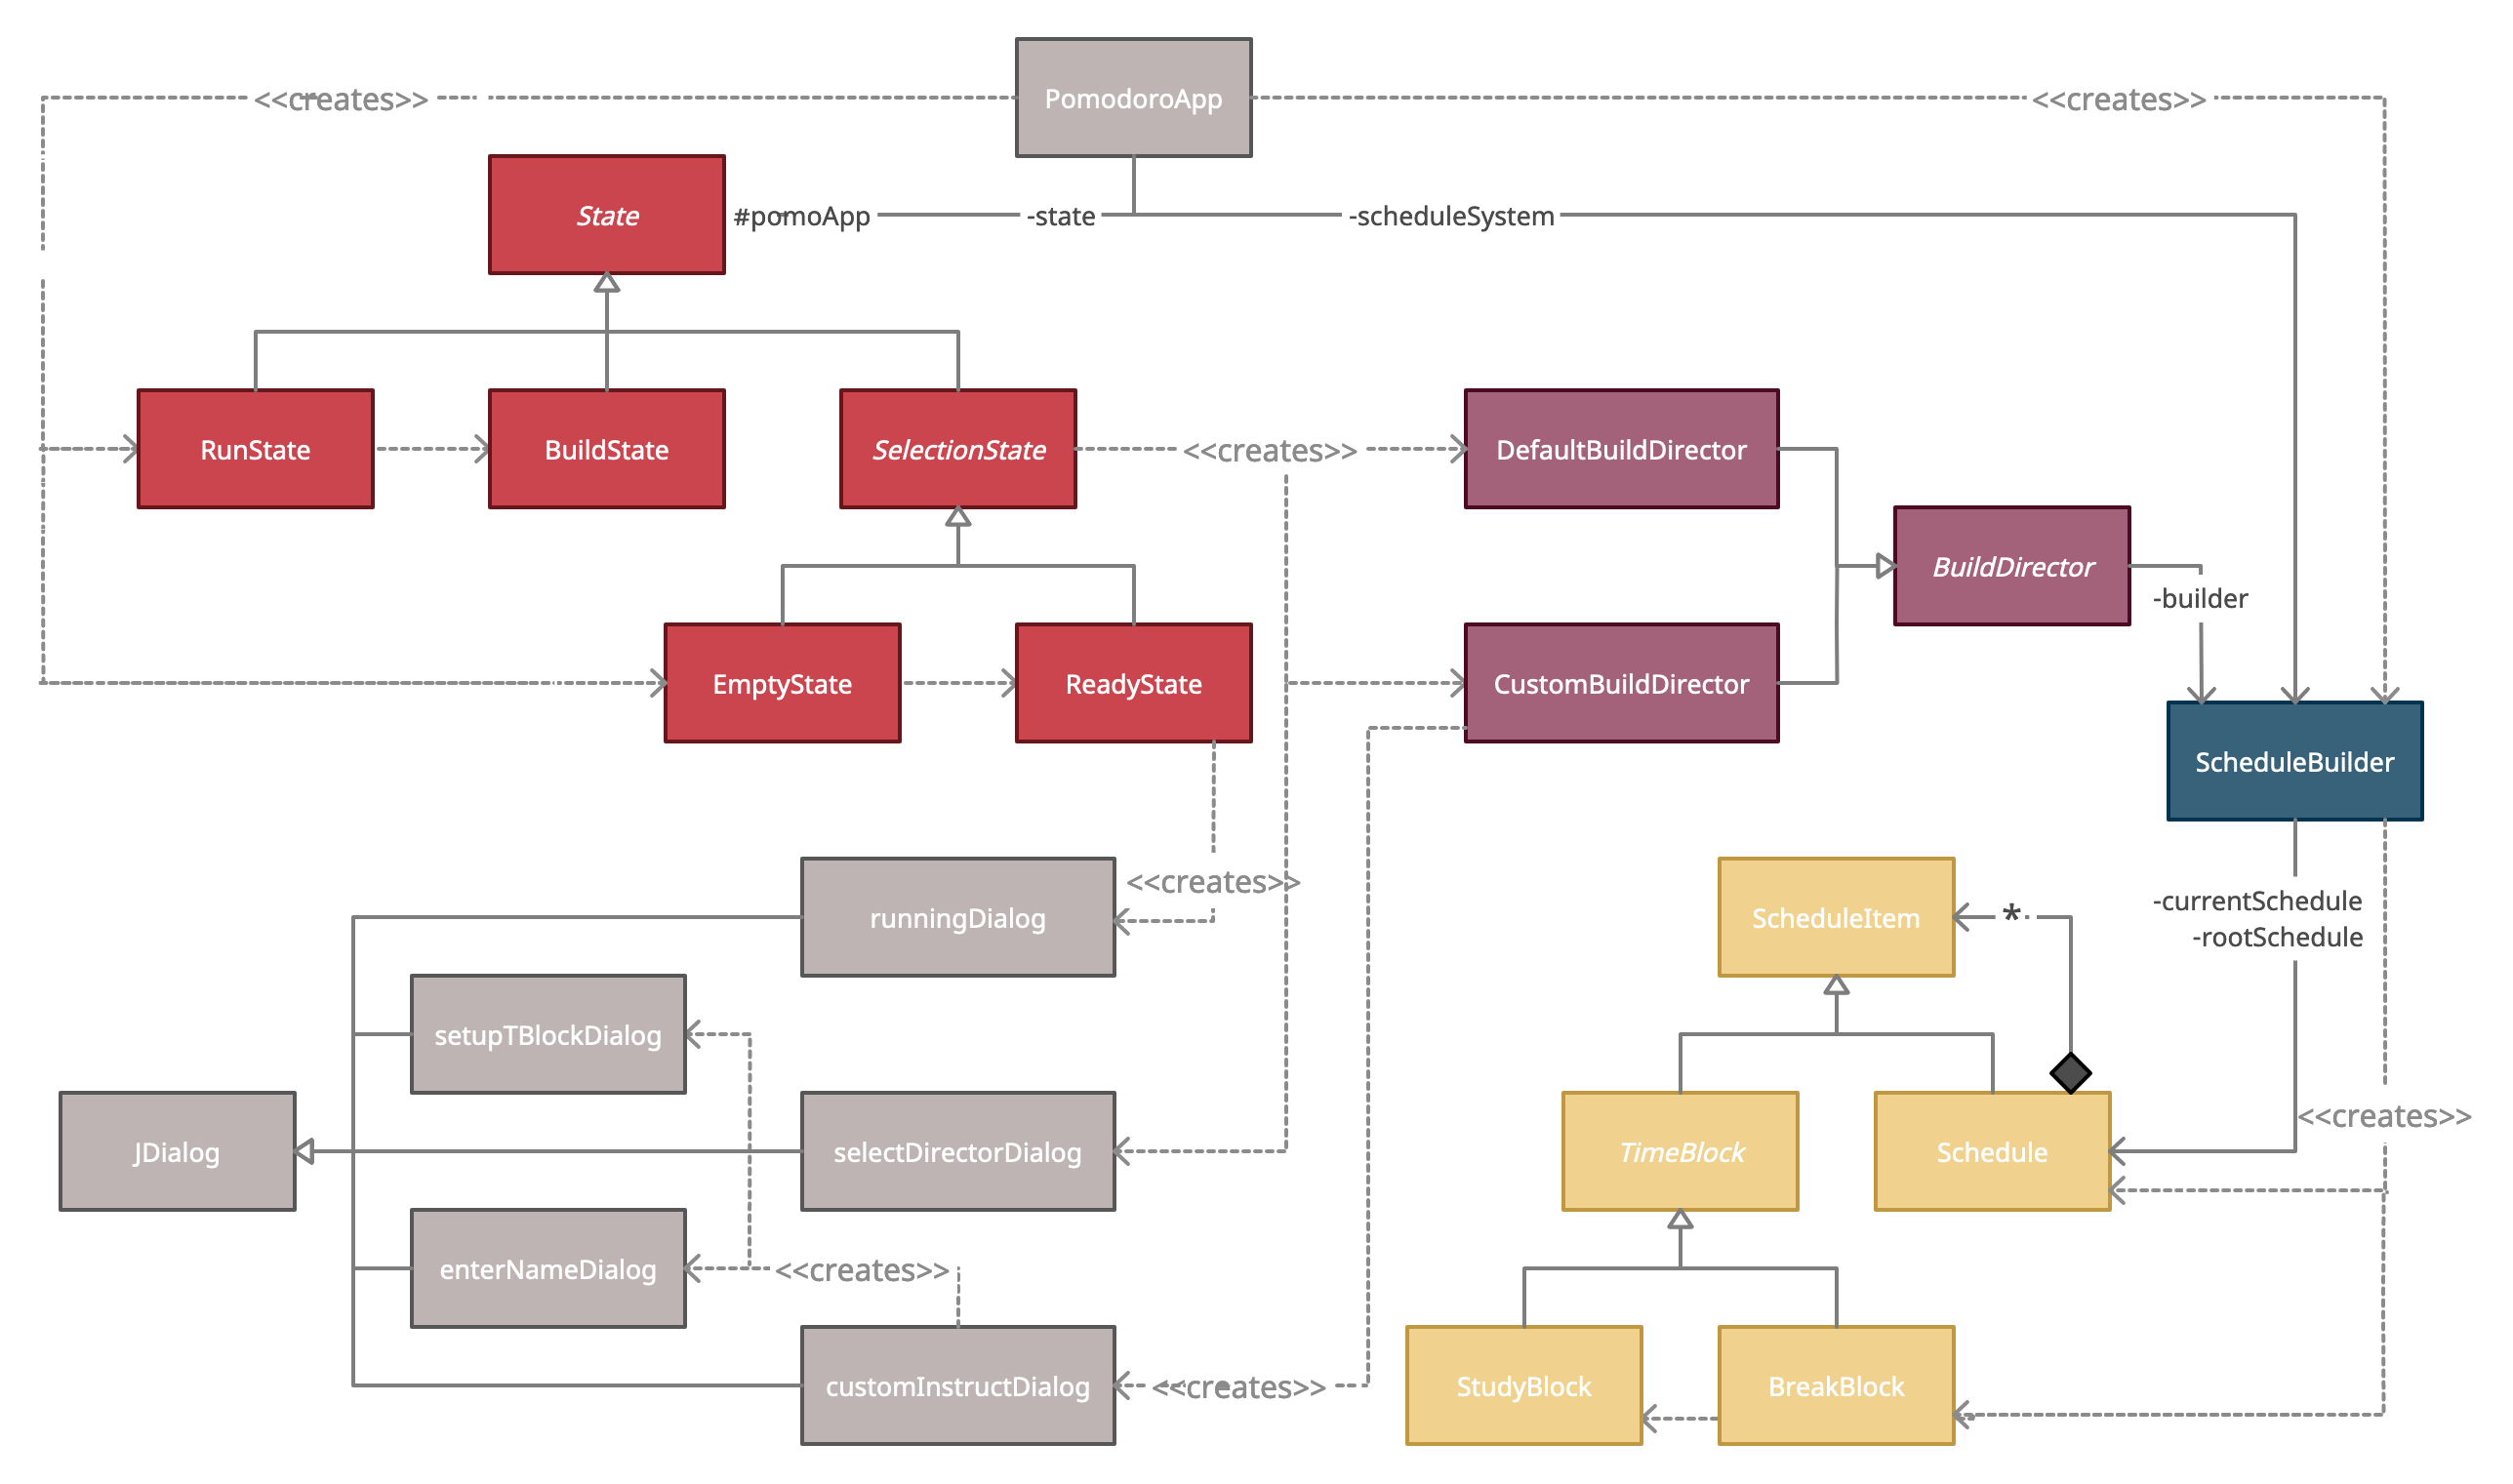 PomodoroApp
<<creates>>
<<creates>>
State
#pomoApp
-state
-scheduleSystem
RunState
BuildState
SelectionState
<<creates>>
DefaultBuildDirector
BuildDirector
-builder
EmptyState
ReadyState
CustomBuildDirector
ScheduleBuilder
<<creates>>
runningDialog
ScheduleItem
*
-currentSchedule
-rootSchedule
setupTBlockDialog
<<creates>>
JDialog
selectDirectorDialog
TimeBlock
Schedule
enterNameDialog
<<creates>>
customInstructDialog
<<creates>>
StudyBlock
BreakBlock